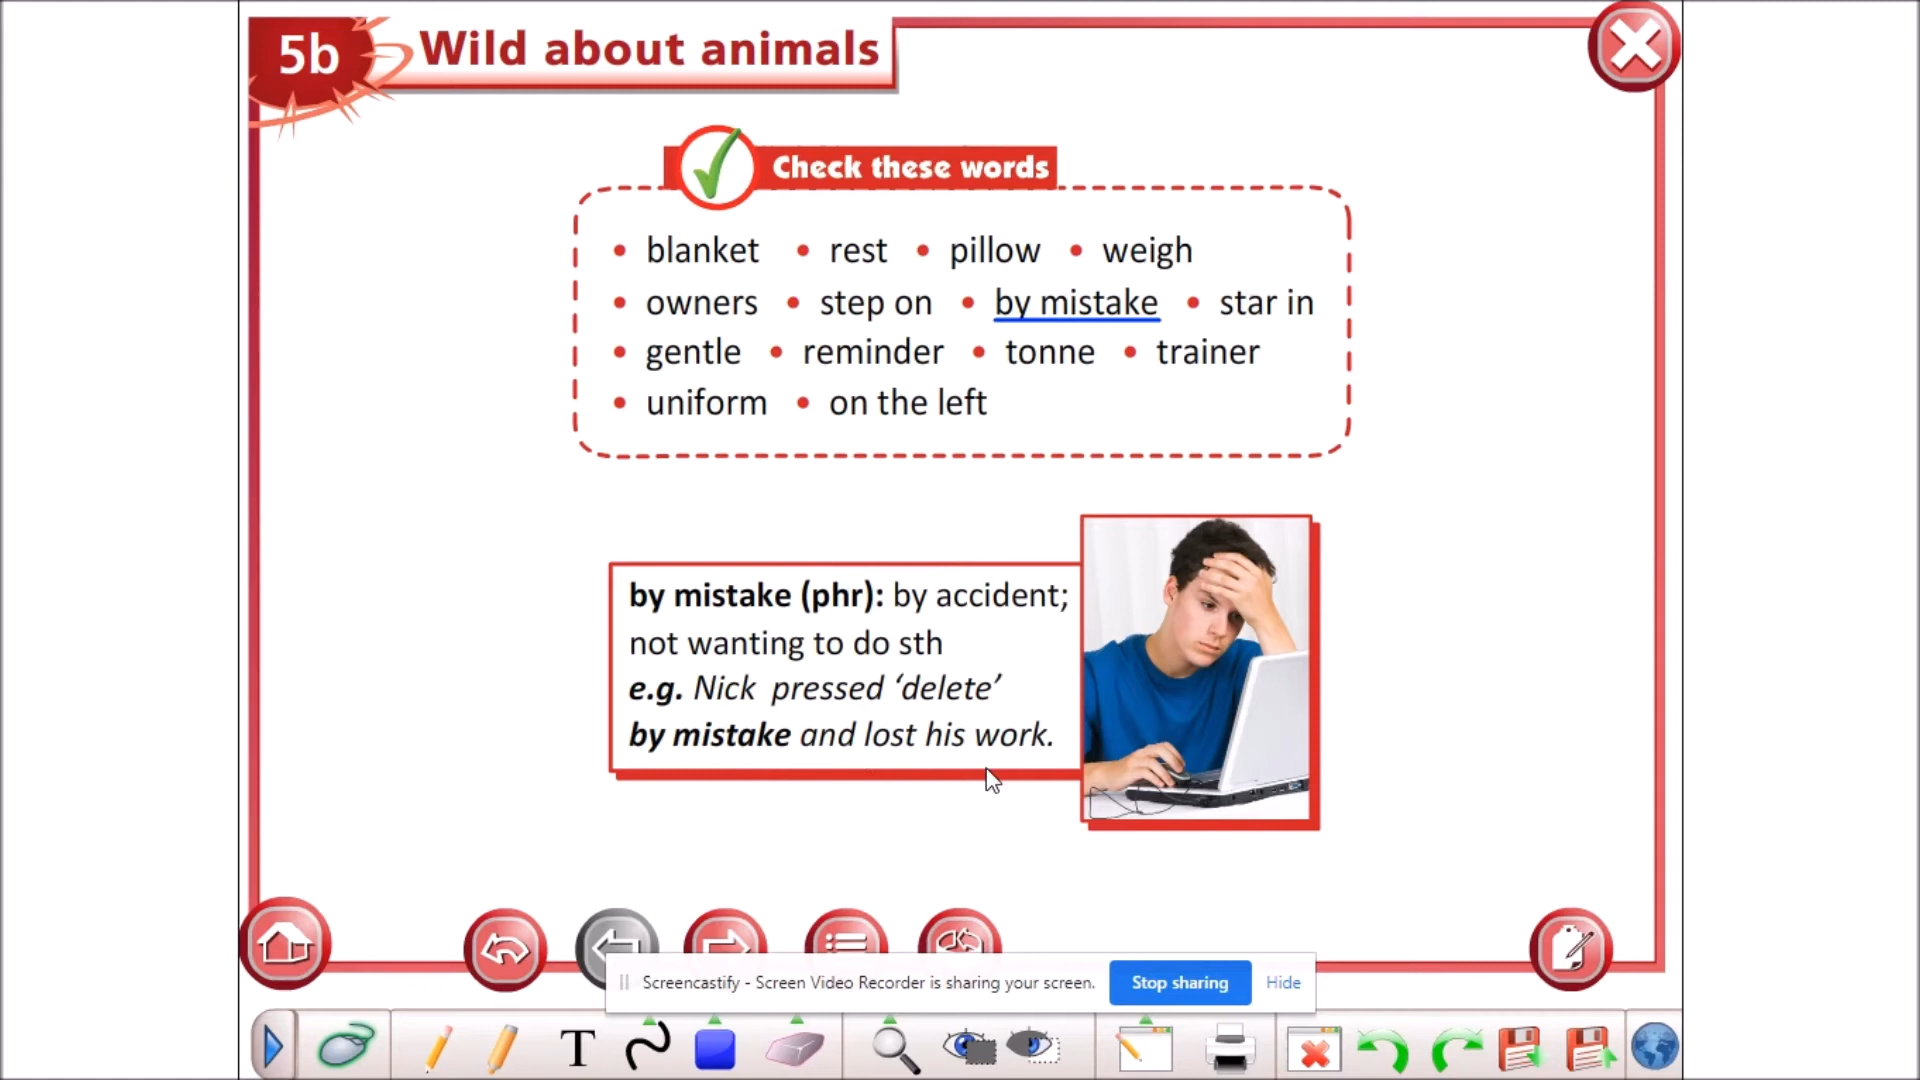 5b Wild about animals
Check these words
• blanket • rest • pillow • weigh
• owners • step on • by mistake • star in
• gentle • reminder • tonne • trainer
• uniform • on the left
by mistake (phr): by accident;
not wanting to do sth
e.g. Nick pressed ‘delete’
by mistake and lost his work.
Screencastify - Screen Video Recorder is sharing your screen. Stop sharing Hide
T